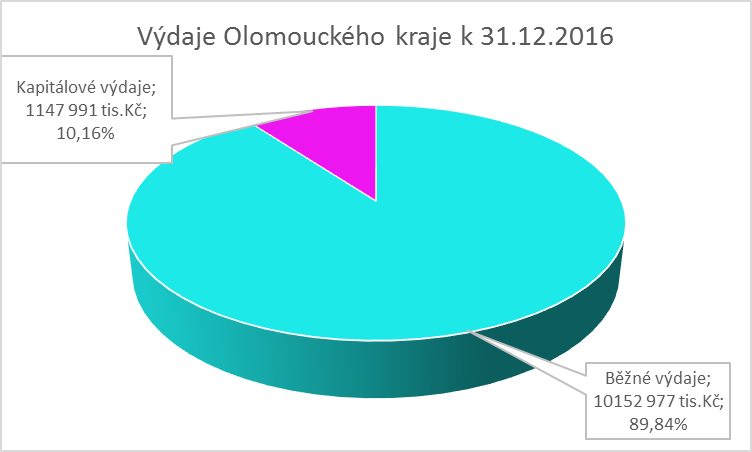 Výdaje Olomouckého kraje k 31.12.2016
Kapitálové výdaje;
1147 991 tis.Kč;
10,16%
Běžné výdaje;
10152 977 tis.Kč;
89,84%